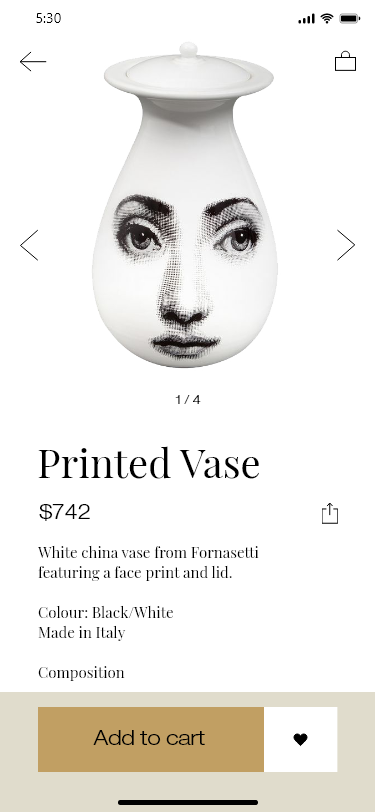 5:30
1 / 4
Printed Vase
$742
White china vase from Fornasetti
featuring a face print and lid.
Colour: Black/White
Made in Italy
Composition
Add to cart